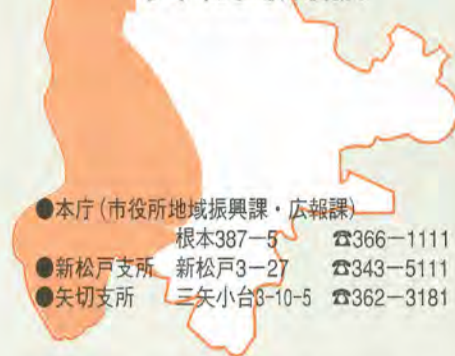 ●本庁(市役所地域振興課・広報課)
根本387−5 ☎366−1111
●新松戸支所 新松戸3−27 ☎343−5111
●矢切支所 三矢小台3-10-5 ☎362−3181